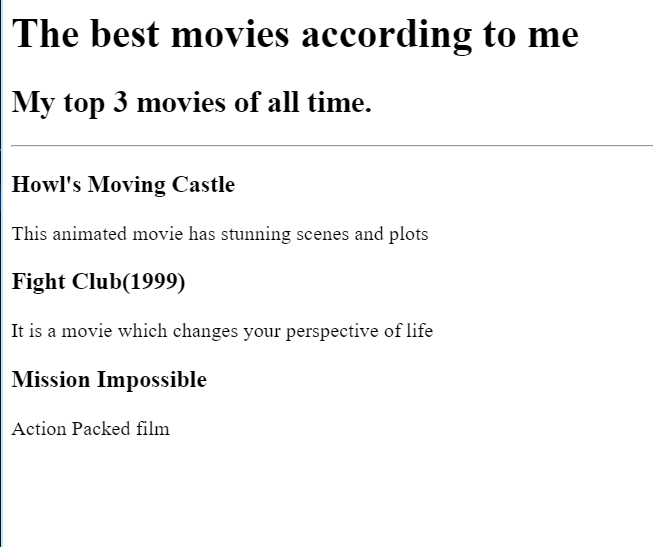 The best movies according to me
My top 3 movies of all time.
Howl's Moving Castle
This animated movie has stunning scenes and plots
Fight Club(1999)
It is a movie which changes your perspective of life
Mission Impossible
Action Packed film